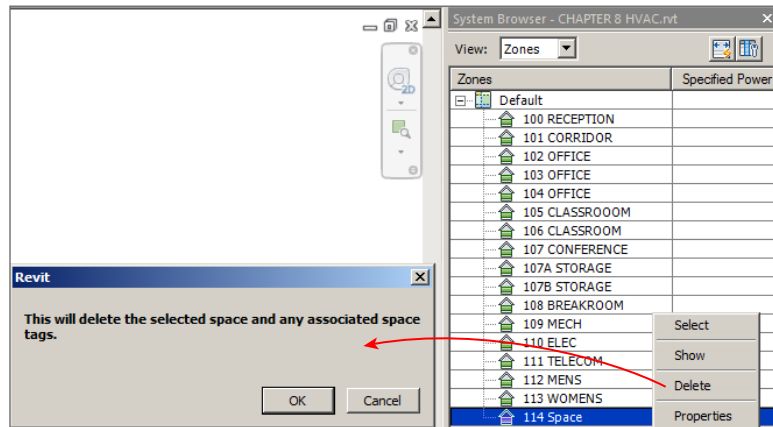 System Browser - CHAPTER 8 HVAC.rvt
View: Zones
2D
Zones Specified Power
Default
100 RECEPTION
101 CORRIDOR
102 OFFICE
103 OFFICE
104 OFFICE
105 CLASSROOOM
106 CLASSROOM
107 CONFERENCE
107A STORAGE
107B STORAGE
108 BREAKROOM
109 MECH
110 ELEC
111 TELECOM
112 MENS
113 WOMENS
114 Space
Select
Show
Delete
Properties
Revit
This will delete the selected space and any associated space
tags.
OK Cancel